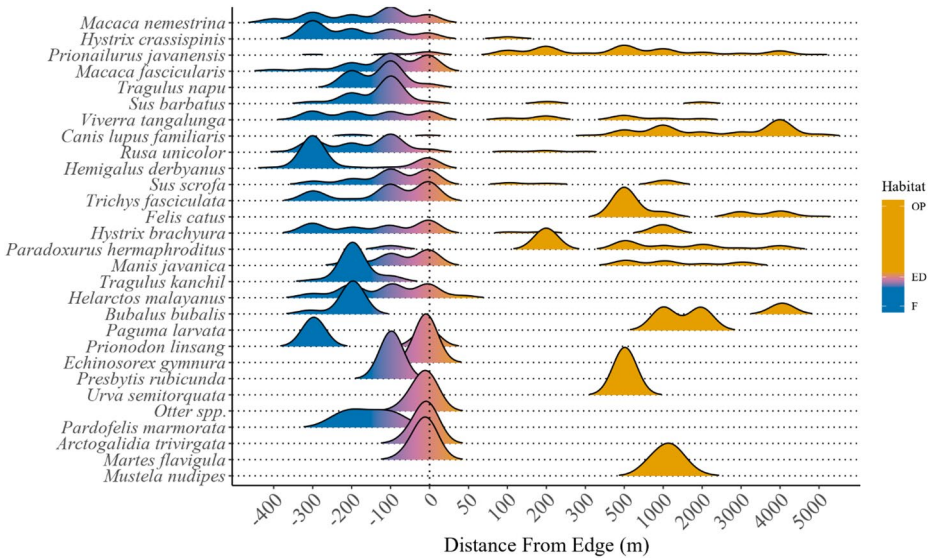 Macaca nemestrina
Hystrix crassispinis
Prionailurus javanensis
Macaca fascicularis
Tragulus napu
Sus barbatus
Viverra tangalunga
Canis lupus familiaris
Rusa unicolor
Hemigalus derbyanus
Sus scrofa
Trichys fasciculata
Felis catus
Hystrix brachyura
Paradoxurus hermaphroditus
Manis javanica
Tragulus kanchil
Helarctos malayanus
Bubalus bubalis
Paguma larvata
Prionodon linsang
Echinosorex gymnura
Presbytis rubicunda
Urva semitorquata
Otter spp.
Pardofelis marmorata
Arctogalidia trivirgata
Martes flavigula
Mustela nudipes
-400 -300 -200 -100 0 50 100 200 300 500 1000 2000 3000 4000 5000
Distance From Edge (m)
Habitat
OP
ED
F